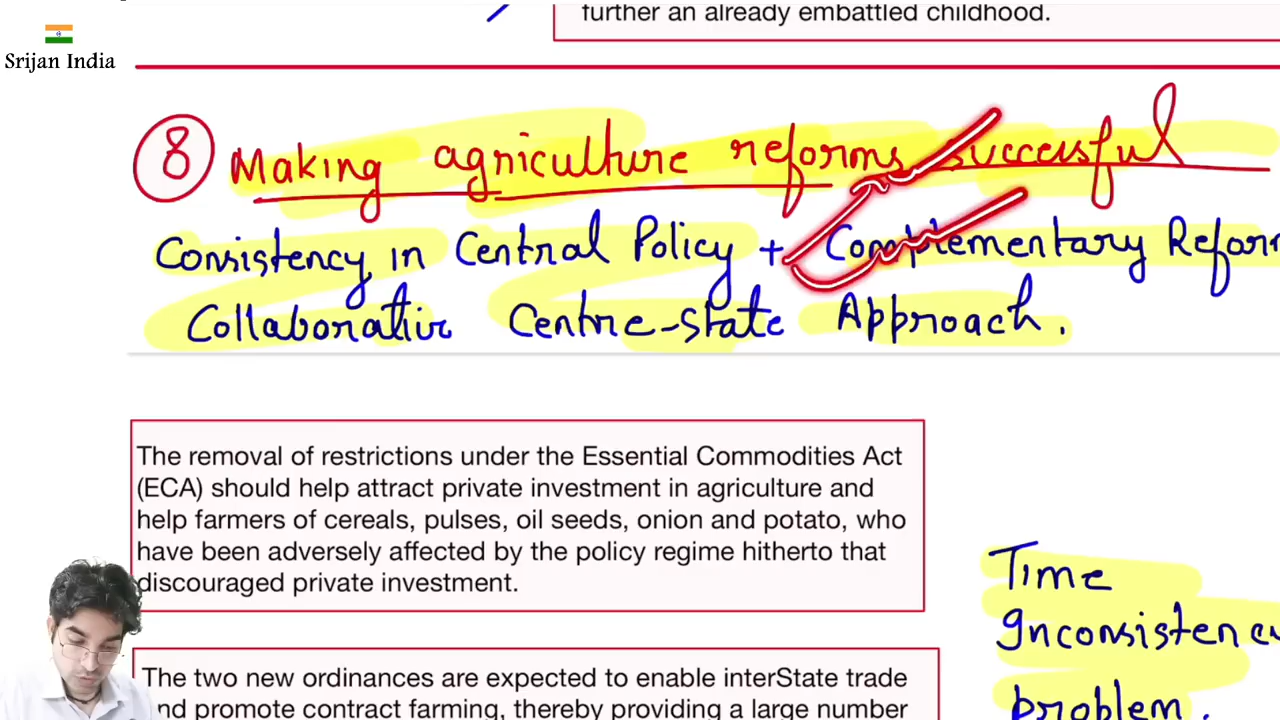 further an already embattled childhood.
Srijan India
8 Making agriculture reforms successful
Consistency in Central Policy + Complementary Reform
Collaborative Centre-State Approach.
The removal of restrictions under the Essential Commodities Act
(ECA) should help attract private investment in agriculture and
help farmers of cereals, pulses, oil seeds, onion and potato, who
have been adversely affected by the policy regime hitherto that
discouraged private investment.
Time
Inconsistency
problem.
The two new ordinances are expected to enable interState trade
and promote contract farming, thereby providing a large number